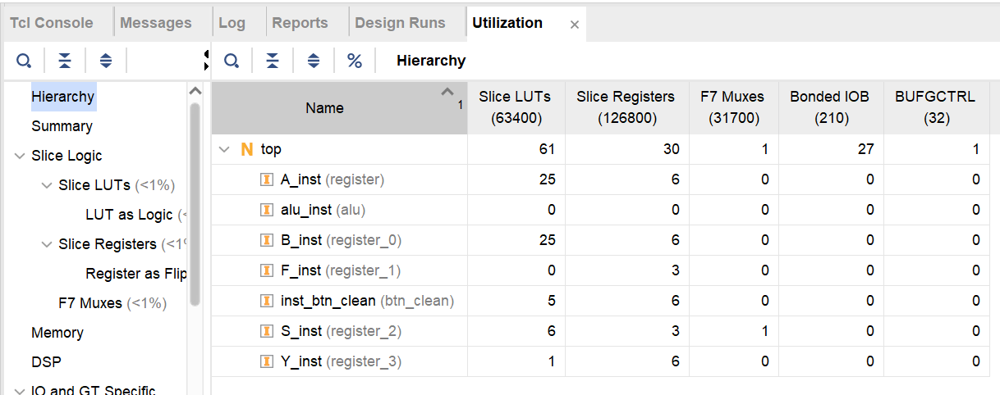 Tcl Console Messages Log Reports Design Runs Utilization ×
% Hierarchy
Hierarchy
Summary
Slice Logic
Slice LUTs (<1%)
LUT as Logic (<
Slice Registers (<1%
Register as Flip
F7 Muxes (<1%)
Memory
DSP
IO and GT Specific
Name 1 Slice LUTs (63400) Slice Registers (126800) F7 Muxes (31700) Bonded IOB (210) BUFGCTRL (32)
N top 61 30 1 27 1
I A_inst (register) 25 6 0 0 0
I alu_inst (alu) 0 0 0 0 0
I B_inst (register_0) 25 6 0 0 0
I F_inst (register_1) 0 3 0 0 0
I inst_btn_clean (btn_clean) 5 6 0 0 0
I S_inst (register_2) 6 3 1 0 0
I Y_inst (register_3) 1 6 0 0 0